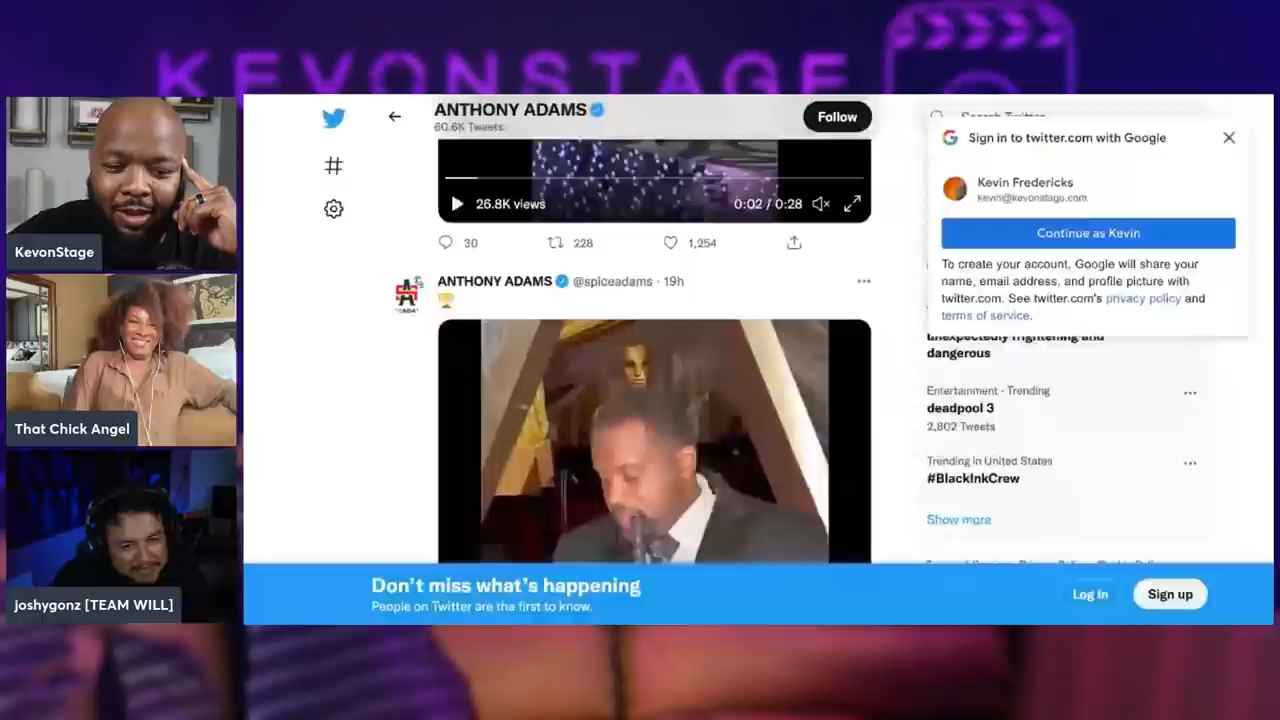 KEVONSTAGE
KevonStage
That Chick Angel
joshygonz [TEAM WILL]
ANTHONY ADAMS
60.6K Tweets
Follow
26.8K views
0:02 / 0:28
30
228
1,254
ANTHONY ADAMS @spiceadams · 19h
Search Twitter
Sign in to twitter.com with Google
Kevin Fredericks
kevin@kevonstage.com
Continue as Kevin
To create your account, Google will share your
name, email address, and profile picture with
twitter.com. See twitter.com's privacy policy and
terms of service.
unexpectedly frightening and
dangerous
Entertainment · Trending
deadpool 3
2,802 Tweets
Trending in United States
#BlackInkCrew
Show more
Don't miss what's happening
People on Twitter are the first to know.
Log in
Sign up